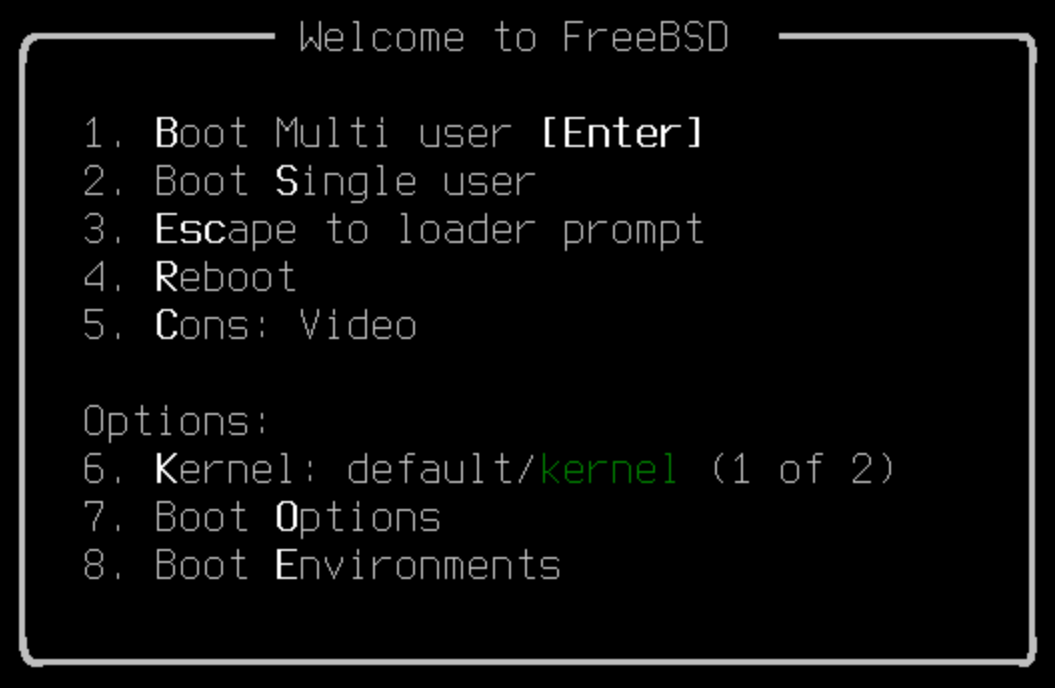 Welcome to FreeBSD
1. Boot Multi user [Enter]
2. Boot Single user
3. Escape to loader prompt
4. Reboot
5. Cons: Video
Options:
6. Kernel: default/kernel (1 of 2)
7. Boot Options
8. Boot Environments